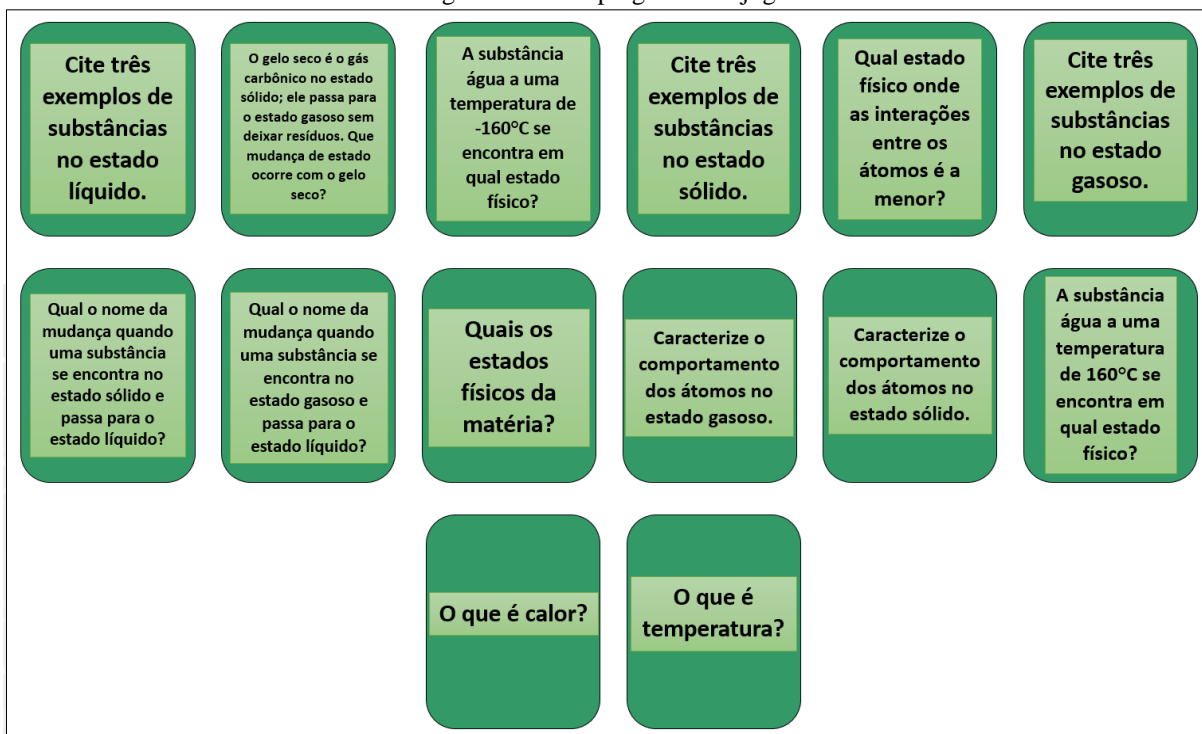 Cite três
exemplos de
substâncias
no estado
líquido.
O gelo seco é o gás
carbônico no estado
sólido; ele passa para
o estado gasoso sem
deixar resíduos. Que
mudança de estado
ocorre com o gelo
seco?
A substância
água a uma
temperatura de
-160°C se
encontra em
qual estado
físico?
Cite três
exemplos de
substâncias
no estado
sólido.
Qual estado
físico onde
as interações
entre os
átomos é a
menor?
Cite três
exemplos de
substâncias
no estado
gasoso.
Qual o nome da
mudança quando
uma substância
se encontra no
estado sólido e
passa para o
estado líquido?
Qual o nome da
mudança quando
uma substância se
encontra no
estado gasoso e
passa para o
estado líquido?
Quais os
estados
físicos da
matéria?
Caracterize o
comportamento
dos átomos no
estado gasoso.
Caracterize o
comportamento
dos átomos no
estado sólido.
A substância
água a uma
temperatura
de 160°C se
encontra em
qual estado
físico?
O que é calor?
O que é
temperatura?